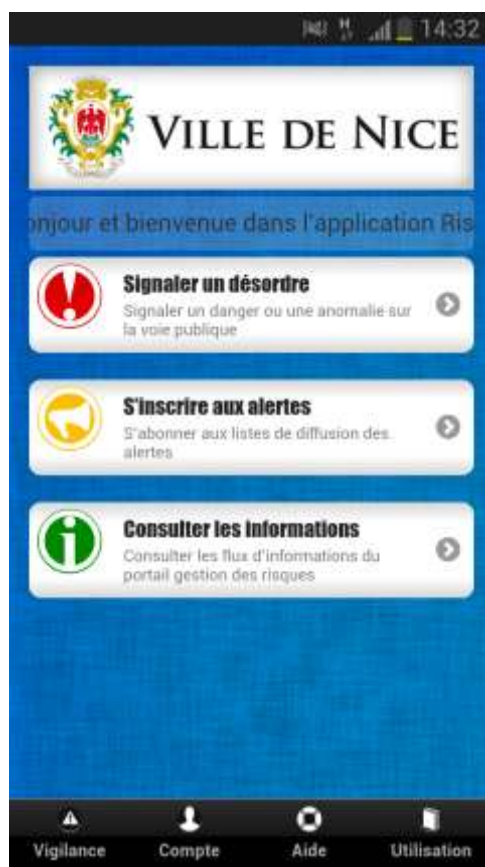 14:32
VILLE DE NICE
onjour et bienvenue dans l'application Ris
Signaler un désordre
Signaler un danger ou une anomalie sur
la voie publique
S'inscrire aux alertes
S'abonner aux listes de diffusion des
alertes
Consulter les informations
Consulter les flux d'informations du
portail gestion des risques
Vigilance Compte Aide Utilisation